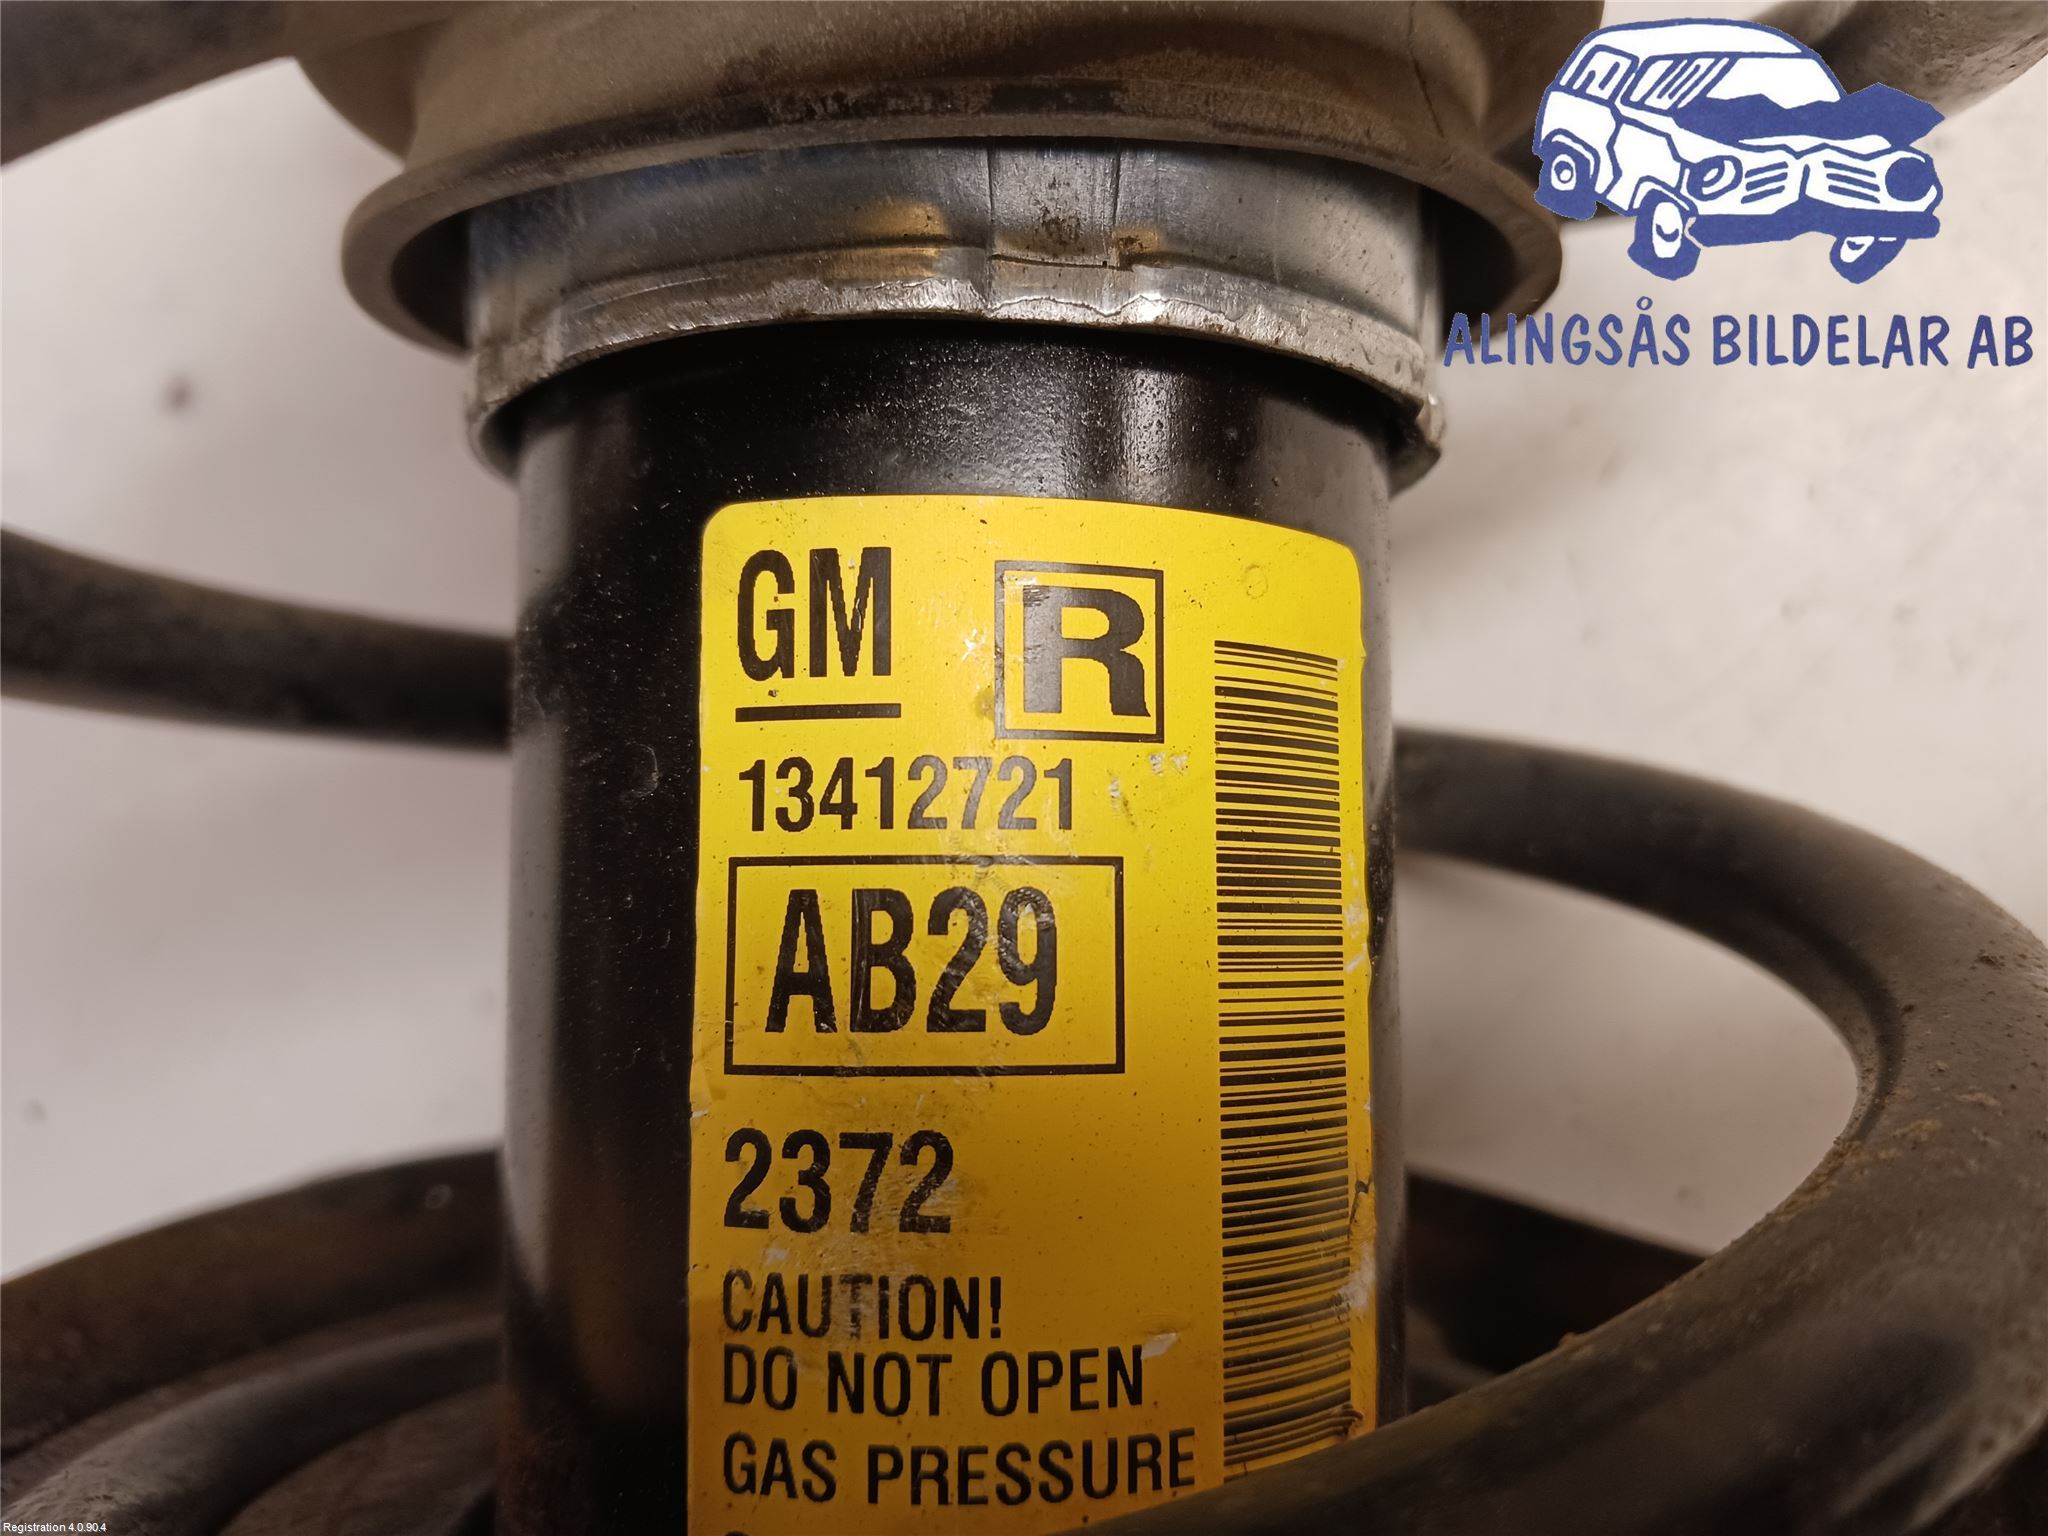 ALINGSÅS BILDELAR AB
GM R
13412721
AB29
2372
CAUTION!
DO NOT OPEN
GAS PRESSURE
Registration 4.0.90.4